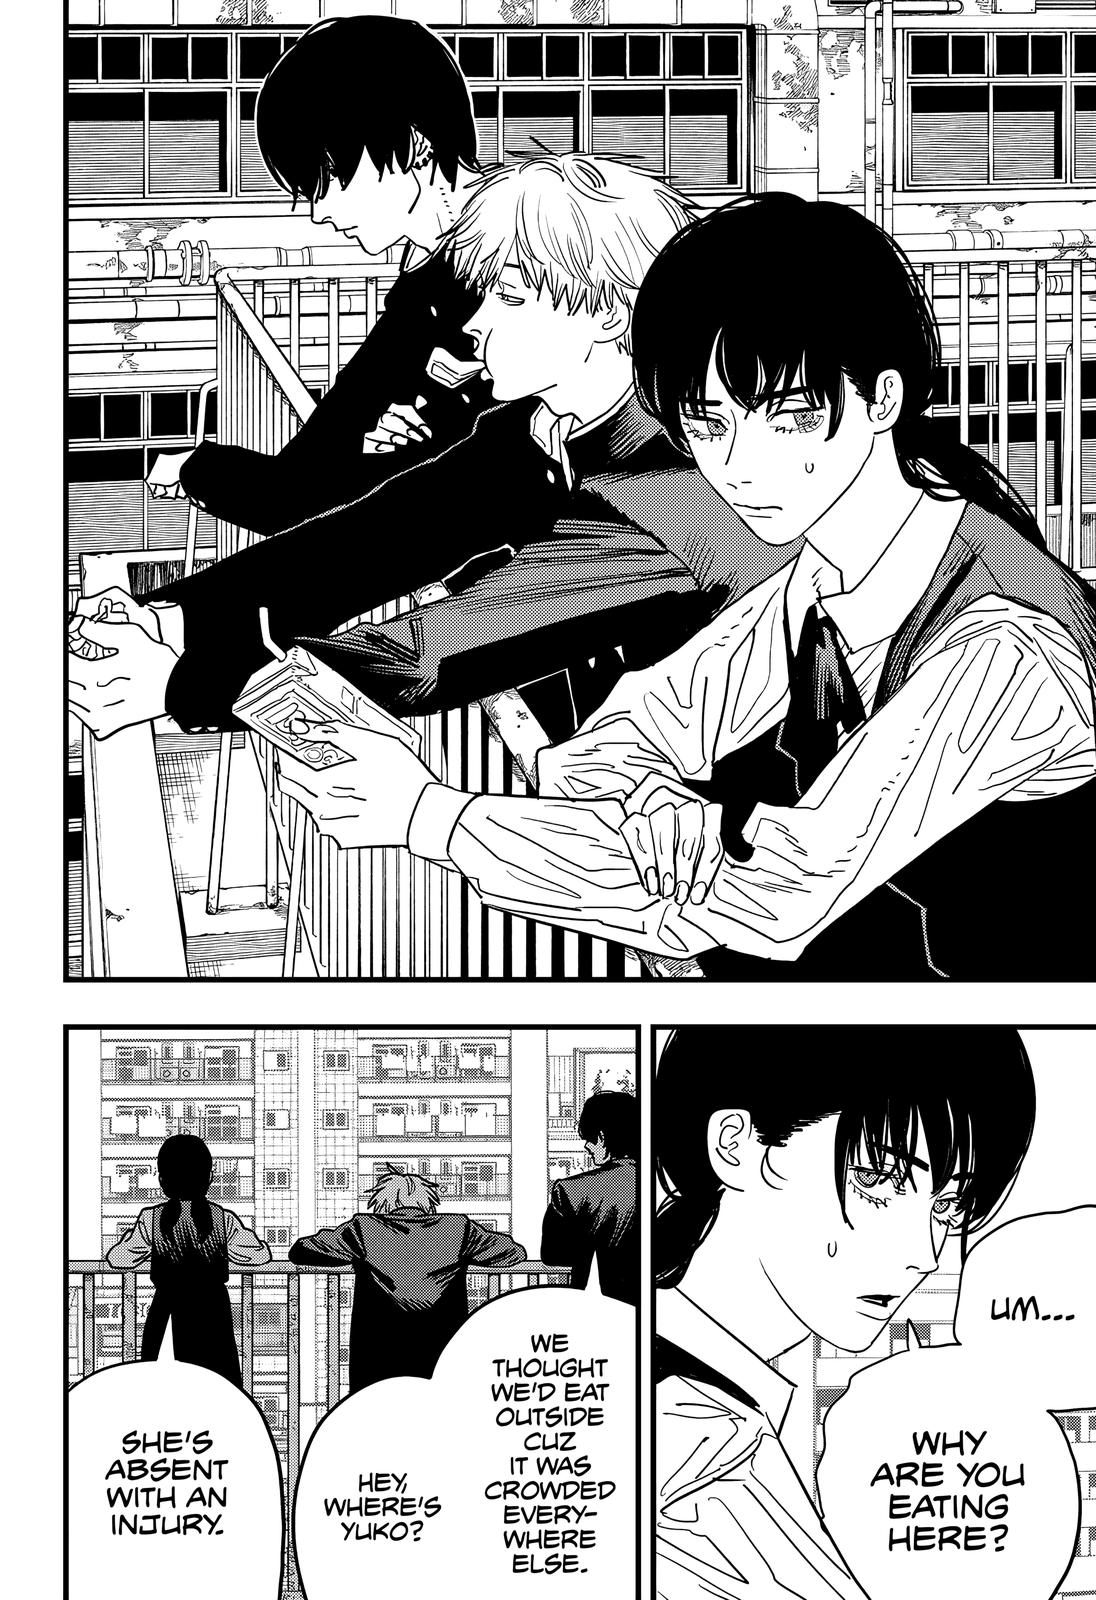 UM...
WHY
ARE YOU
EATING
HERE?
WE
THOUGHT
WE'D EAT
OUTSIDE
CUZ
IT WAS
CROWDED
EVERY-
WHERE
ELSE.
HEY,
WHERE'S
YUKO?
SHE'S
ABSENT
WITH AN
INJURY.